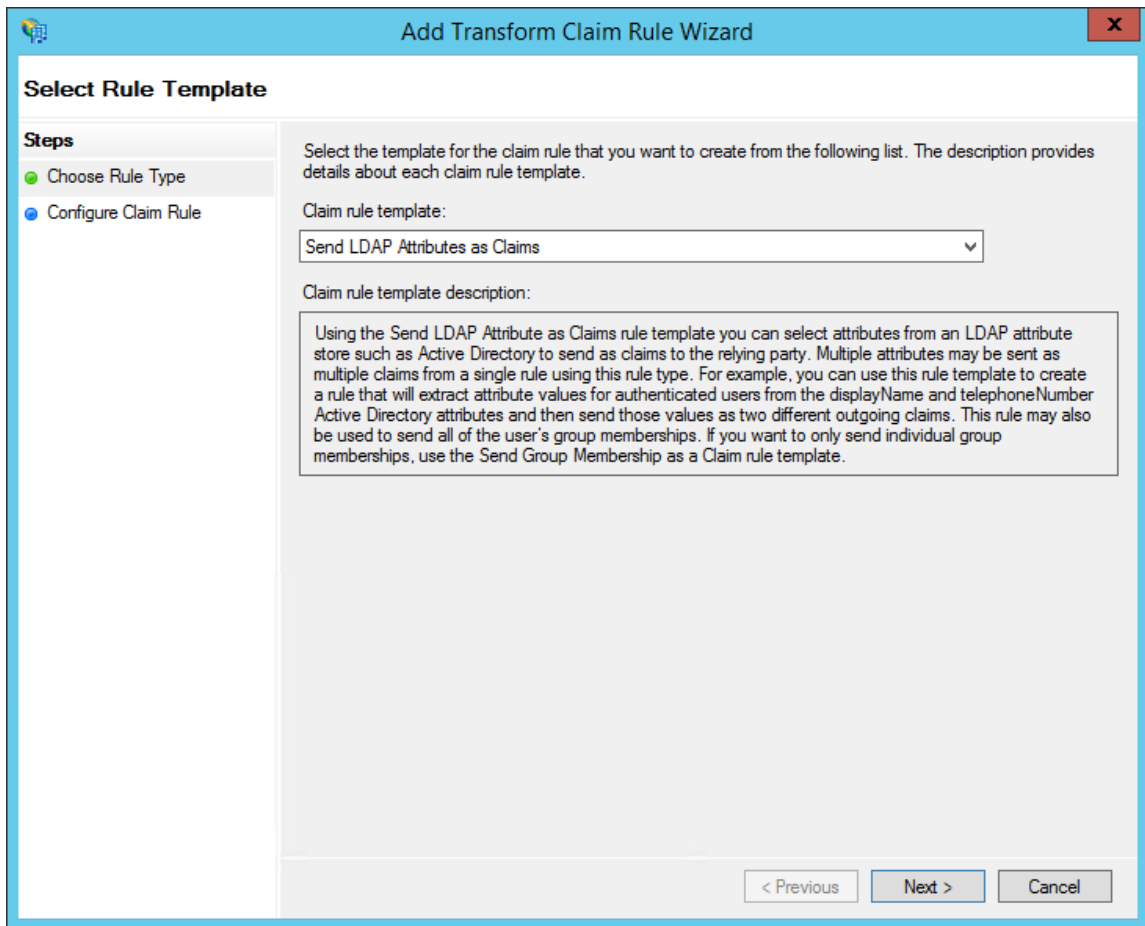 Add Transform Claim Rule Wizard
x
Select Rule Template
Steps
Choose Rule Type
Configure Claim Rule
Select the template for the claim rule that you want to create from the following list. The description provides
details about each claim rule template.
Claim rule template:
Send LDAP Attributes as Claims
Claim rule template description:
Using the Send LDAP Attribute as Claims rule template you can select attributes from an LDAP attribute
store such as Active Directory to send as claims to the relying party. Multiple attributes may be sent as
multiple claims from a single rule using this rule type. For example, you can use this rule template to create
a rule that will extract attribute values for authenticated users from the displayName and telephoneNumber
Active Directory attributes and then send those values as two different outgoing claims. This rule may also
be used to send all of the user's group memberships. If you want to only send individual group
memberships, use the Send Group Membership as a Claim rule template.
< Previous
Next >
Cancel